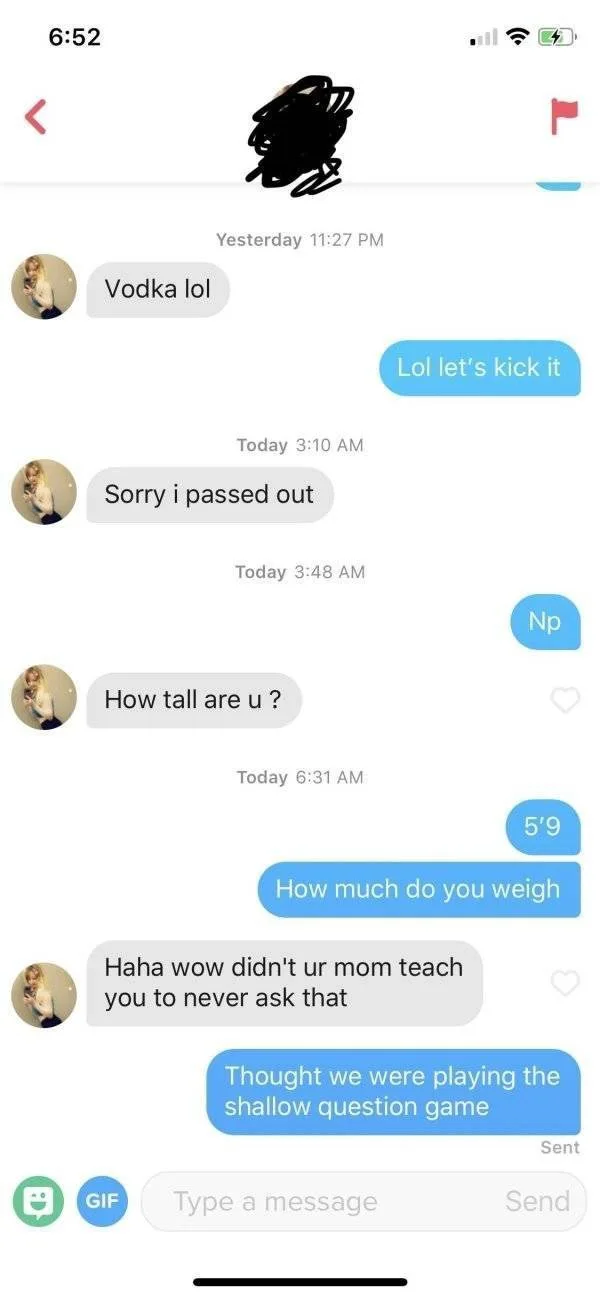 6:52
Yesterday 11:27 PM
Vodka lol
Lol let's kick it
Today 3:10 AM
Sorry i passed out
Today 3:48 AM
Np
How tall are u ?
Today 6:31 AM
5'9
How much do you weigh
Haha wow didn't ur mom teach
you to never ask that
Thought we were playing the
shallow question game
Sent
GIF
Type a message
Send